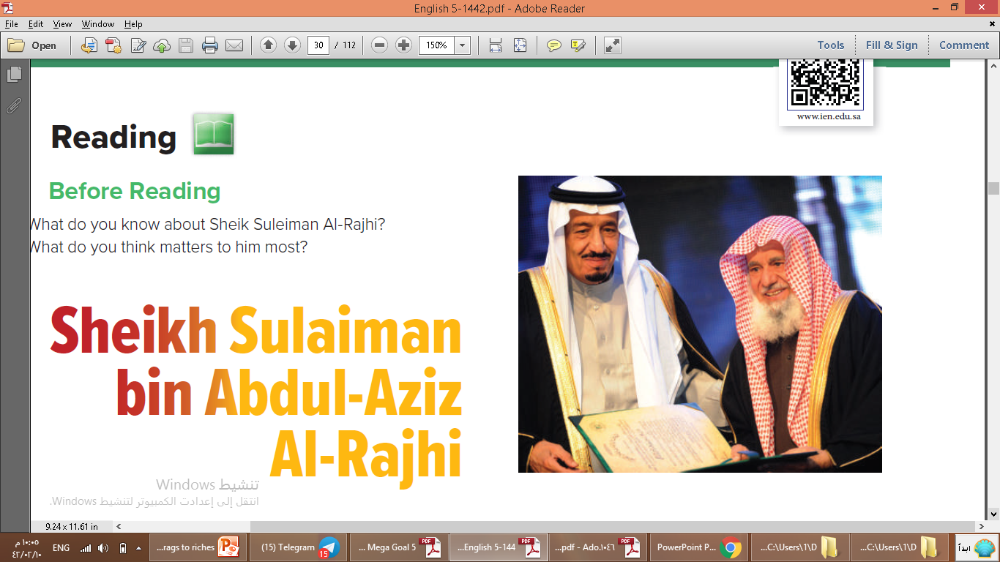 English 5-1442.pdf - Adobe Reader
File Edit View Window Help
Open 30 / 112 150% Tools Fill & Sign Comment
www.ien.edu.sa
Reading
Before Reading
What do you know about Sheik Suleiman Al-Rajhi?
What do you think matters to him most?
Sheikh Sulaiman
bin Abdul-Aziz
Al-Rajhi
تنشيط Windows
انتقل إلى إعدادت الكمبيوتر لتنشيط Windows.
9.24 x 11.61 in
١٠:٠٥ م
٤٢/٠٢/١٠
ENG
...rags to riches
(15) Telegram
15
... Mega Goal 5
...English 5-144
...pdf - Ado.١٠٤٦
PowerPoint P...
...C:\Users\1\D
...C:\Users\1\D
ابدأ